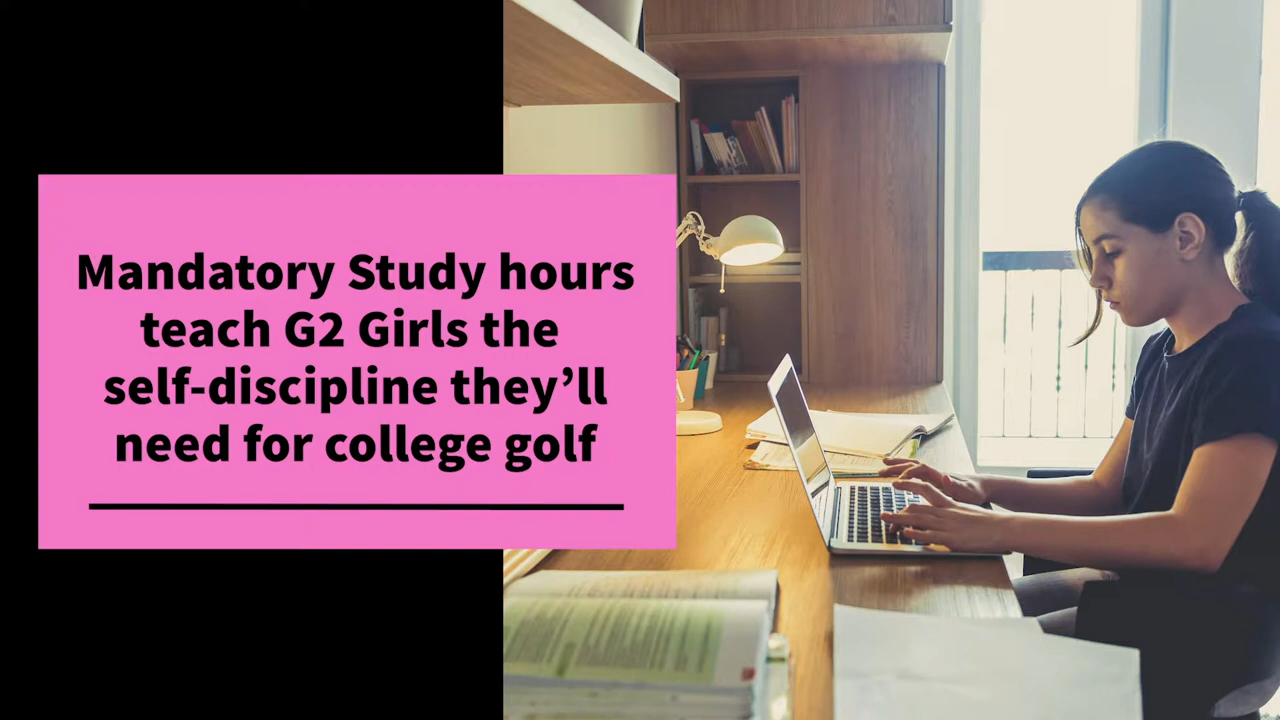 Mandatory Study hours
teach G2 Girls the
self-discipline they’ll
need for college golf